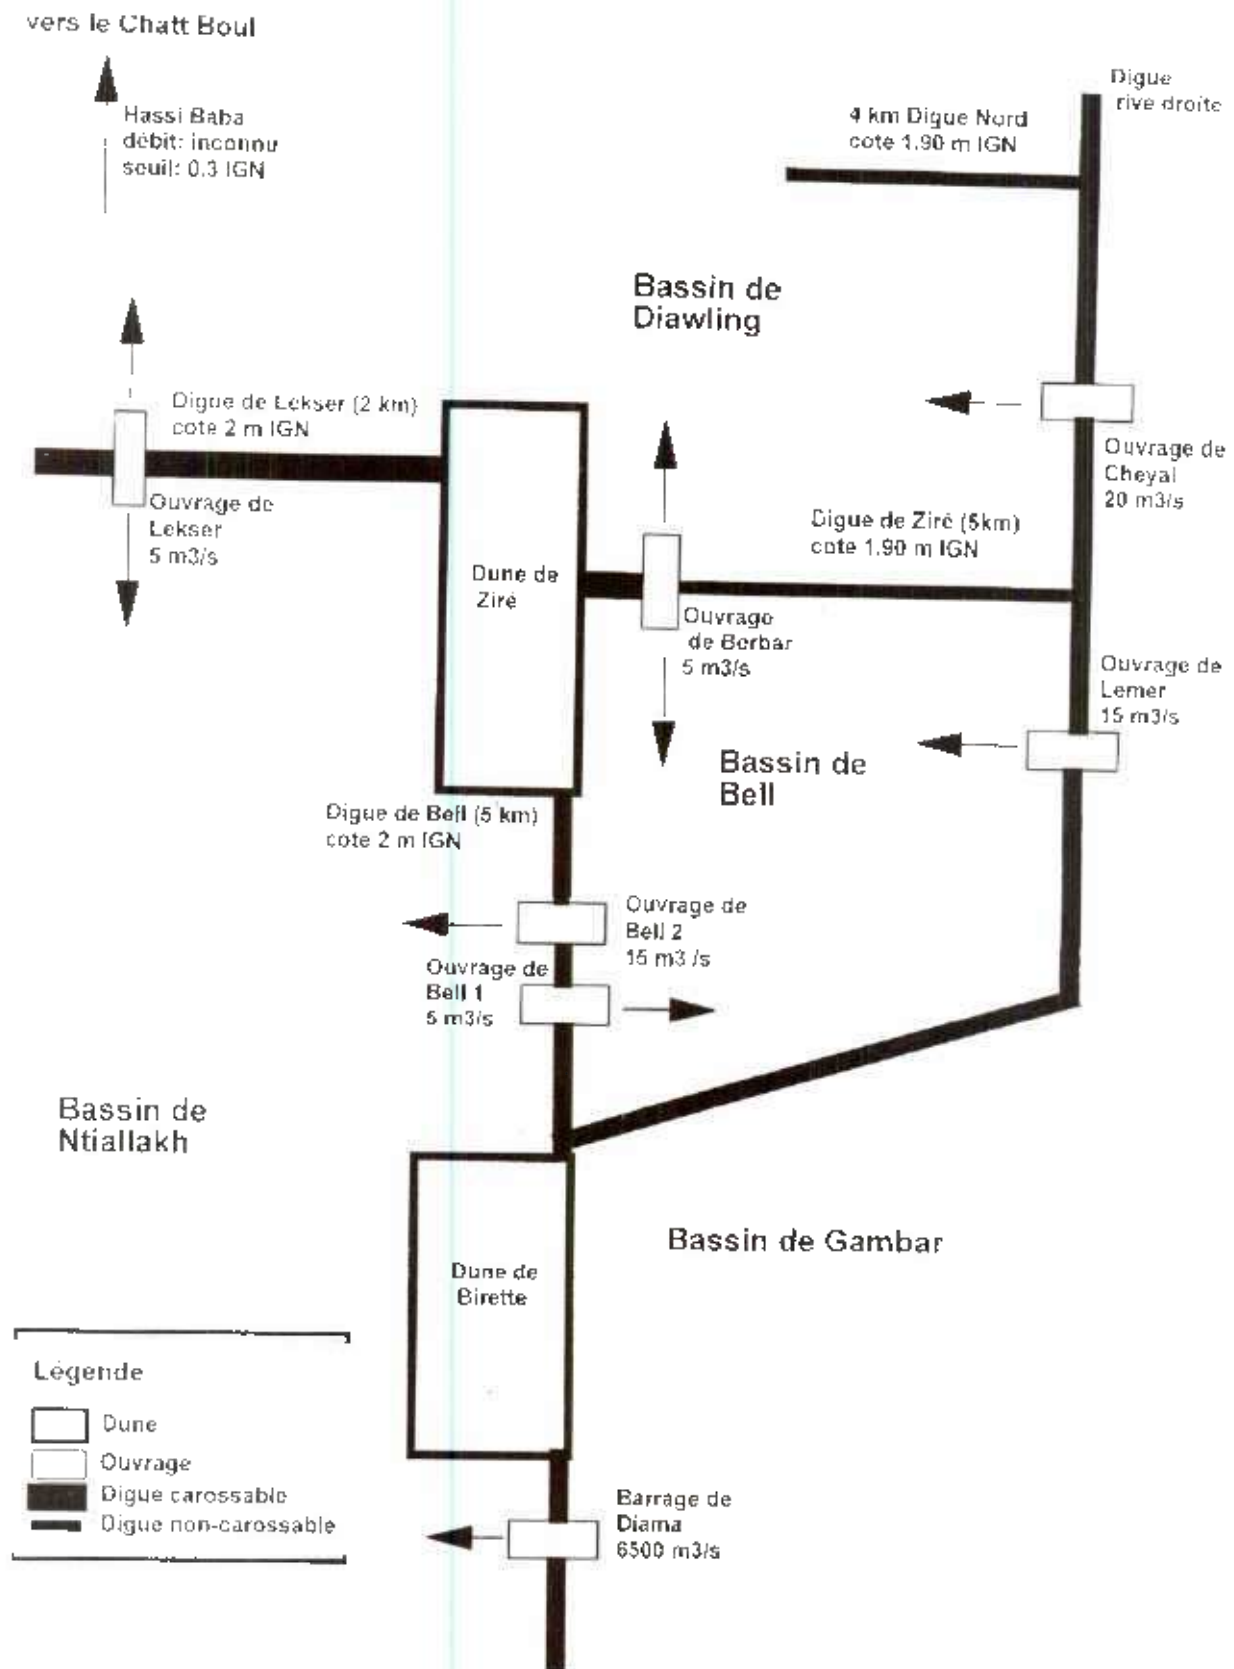 vers le Chatt Boul
Hassi Baba
débit: inconnu
seuil: 0.3 IGN
Digue
rive droite
4 km Digue Nord
cote 1.90 m IGN
Bassin de
Diawling
Digue de Lekser (2 km)
cote 2 m IGN
Ouvrage de
Lekser
5 m3/s
Ouvrage de
Cheyal
20 m3/s
Digue de Ziré (5km)
cote 1.90 m IGN
Dune de
Ziré
Ouvrage
de Berbar
5 m3/s
Ouvrage de
Lemer
15 m3/s
Bassin de
Bell
Digue de Bell (5 km)
cote 2 m IGN
Ouvrage de
Bell 2
15 m3 /s
Ouvrage de
Bell 1
5 m3/s
Bassin de
Ntiallakh
Bassin de Gambar
Dune de
Birette
Légende
Dune
Ouvrage
Digue carossable
Digue non-carossable
Barrage de
Diama
6500 m3/s